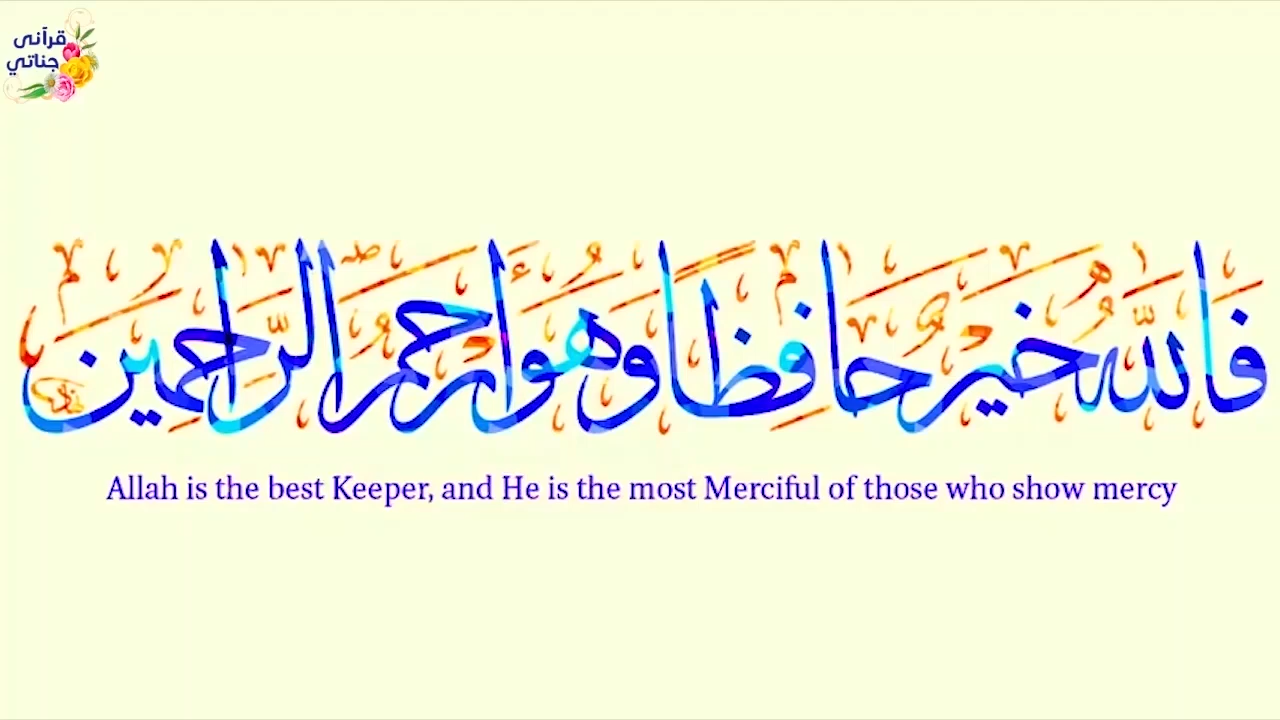 قرآنى
جناتي
فَاللَّهُ خَيْرٌ حَافِظًا وَهُوَ أَرْحَمُ الرَّاحِمِينَ
Allah is the best Keeper, and He is the most Merciful of those who show mercy